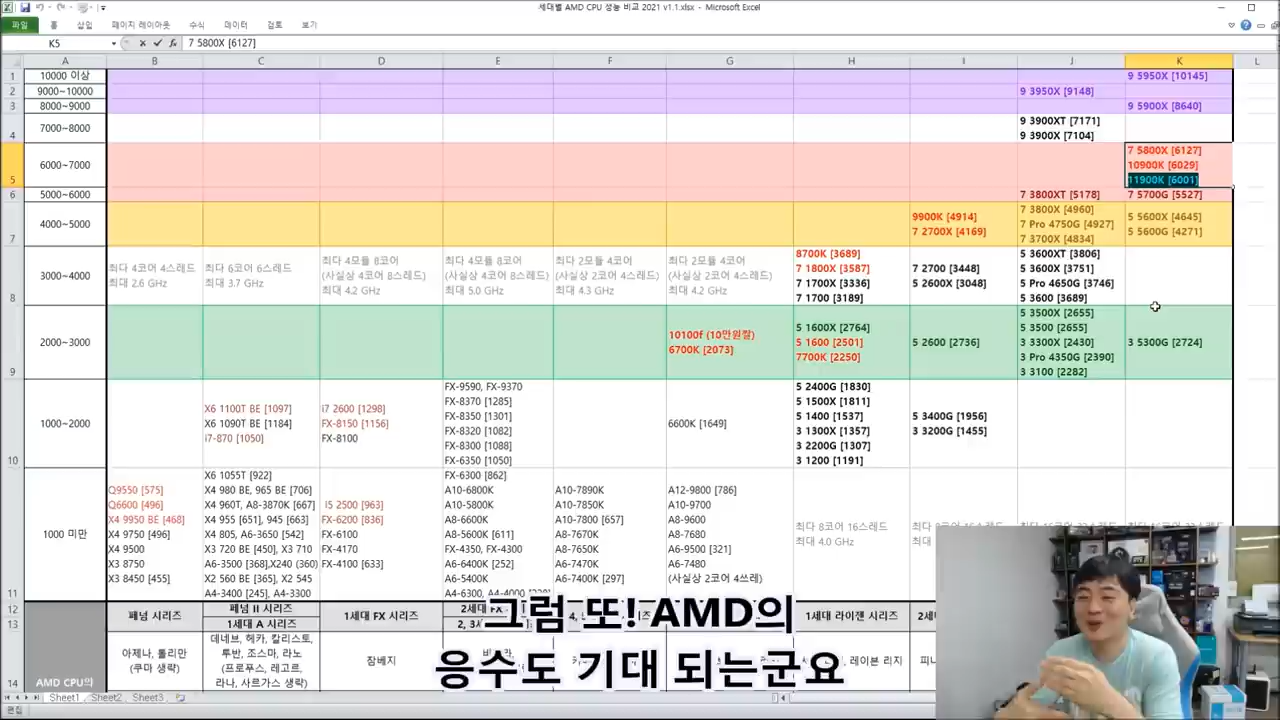 세대별 AMD CPU 성능 비교 2021 v1.1.xlsx - Microsoft Excel
파일 홈 삽입 페이지 레이아웃 수식 데이터 검토 보기
K5 7 5800X [6127]
A B C D E F G H I J K L
1 10000 이상 9 5950X [10145]
2 9000~10000 9 3950X [9148]
3 8000~9000 9 5900X [8640]
4 7000~8000
9 3900XT [7171]
9 3900X [7104]
5 6000~7000
7 5800X [6127]
10900K [6029]
11900K [6001]
6 5000~6000 7 3800XT [5178] 7 5700G [5527]
7 4000~5000
9900K [4914]
7 2700X [4169]
7 3800X [4960]
7 Pro 4750G [4927]
7 3700X [4834]
5 5600X [4645]
5 5600G [4271]
8 3000~4000
최다 4코어 4스레드
최대 2.6 GHz
최다 6코어 6스레드
최대 3.7 GHz
최다 4모듈 8코어
(사실상 4코어 8스레드)
최대 4.2 GHz
최다 4모듈 8코어
(사실상 4코어 8스레드)
최대 5.0 GHz
최다 2모듈 4코어
(사실상 2코어 4스레드)
최대 4.3 GHz
최다 2모듈 4코어
(사실상 2코어 4스레드)
최대 4.2 GHz
8700K [3689]
7 1800X [3587]
7 1700X [3336]
7 1700 [3189]
7 2700 [3448]
5 2600X [3048]
5 3600XT [3806]
5 3600X [3751]
5 Pro 4650G [3746]
5 3600 [3689]
9 2000~3000
10100f (10만원짤)
6700K [2073]
5 1600X [2764]
5 1600 [2501]
7700K [2250]
5 2600 [2736]
5 3500X [2655]
5 3500 [2655]
3 3300X [2430]
3 Pro 4350G [2390]
3 3100 [2282]
3 5300G [2724]
10 1000~2000
X6 1100T BE [1097]
X6 1090T BE [1184]
i7-870 [1050]
i7 2600 [1298]
FX-8150 [1156]
FX-8100
FX-9590, FX-9370
FX-8370 [1285]
FX-8350 [1301]
FX-8320 [1082]
FX-8300 [1088]
FX-6350 [1050]
6600K [1649]
5 2400G [1830]
5 1500X [1811]
5 1400 [1537]
3 1300X [1357]
3 2200G [1307]
3 1200 [1191]
5 3400G [1956]
3 3200G [1455]
11 1000 미만
Q9550 [575]
Q6600 [496]
X4 9950 BE [468]
X4 9750 [496]
X4 9500
X3 8750
X3 8450 [455]
X6 1055T [922]
X4 980 BE, 965 BE [706]
X4 960T, A8-3870K [667]
X4 955 [651], 945 [663]
X4 805, A6-3650 [542]
X3 720 BE [450], X3 710
A6-3500 [368],X240 (360)
X2 560 BE [365], X2 545
A4-3400 [245], A4-3300
I5 2500 [963]
FX-6200 [836]
FX-6100
FX-4170
FX-4100 [633]
FX-6300 [862]
A10-6800K
A10-5800K
A8-6600K
A8-5600K [611]
FX-4350, FX-4300
A6-6400K [252]
A6-5400K
A10-7890K
A10-7850K
A10-7800 [657]
A8-7670K
A8-7650K
A6-7470K
A6-7400K [297]
A12-9800 [786]
A10-9700
A8-9600
A8-7680
A6-9500 [321]
A6-7480
(사실상 2코어 4쓰레)
최다 8코어 16스레드
최대 4.0 GHz
12 페넘 시리즈 페넘 II 시리즈 1세대 FX 시리즈 1세대 라이젠 시리즈
13 1세대 A 시리즈
14 AMD CPU의
아제나, 톨리만
(쿠마 생략)
데네브, 헤카, 칼리스토,
투반, 조스마, 라노
(프로푸스, 레고르,
라나, 사르가스 생략)
잠베지
레이븐 리지
그럼 또! AMD의
응수도 기대 되는군요
Sheet1 Sheet2 Sheet3
편집